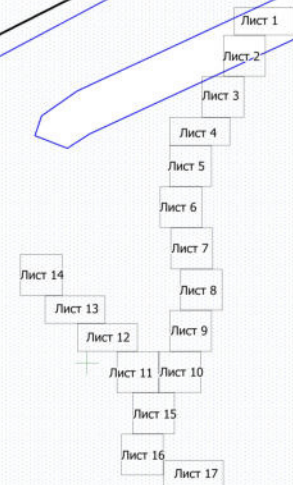 Лист 1
Лист 2
Лист 3
Лист 4
Лист 5
Лист 6
Лист 7
Лист 8
Лист 14
Лист 13
Лист 9
Лист 12
Лист 11
Лист 10
Лист 15
Лист 16
Лист 17